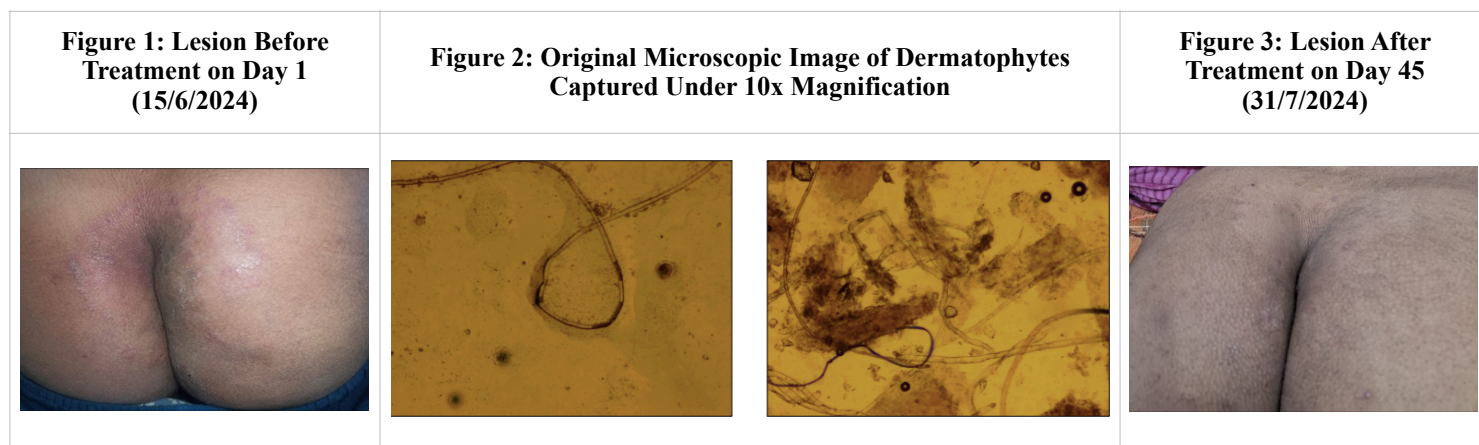 Figure 1: Lesion Before
Treatment on Day 1
(15/6/2024)
Figure 2: Original Microscopic Image of Dermatophytes
Captured Under 10x Magnification
Figure 3: Lesion After
Treatment on Day 45
(31/7/2024)